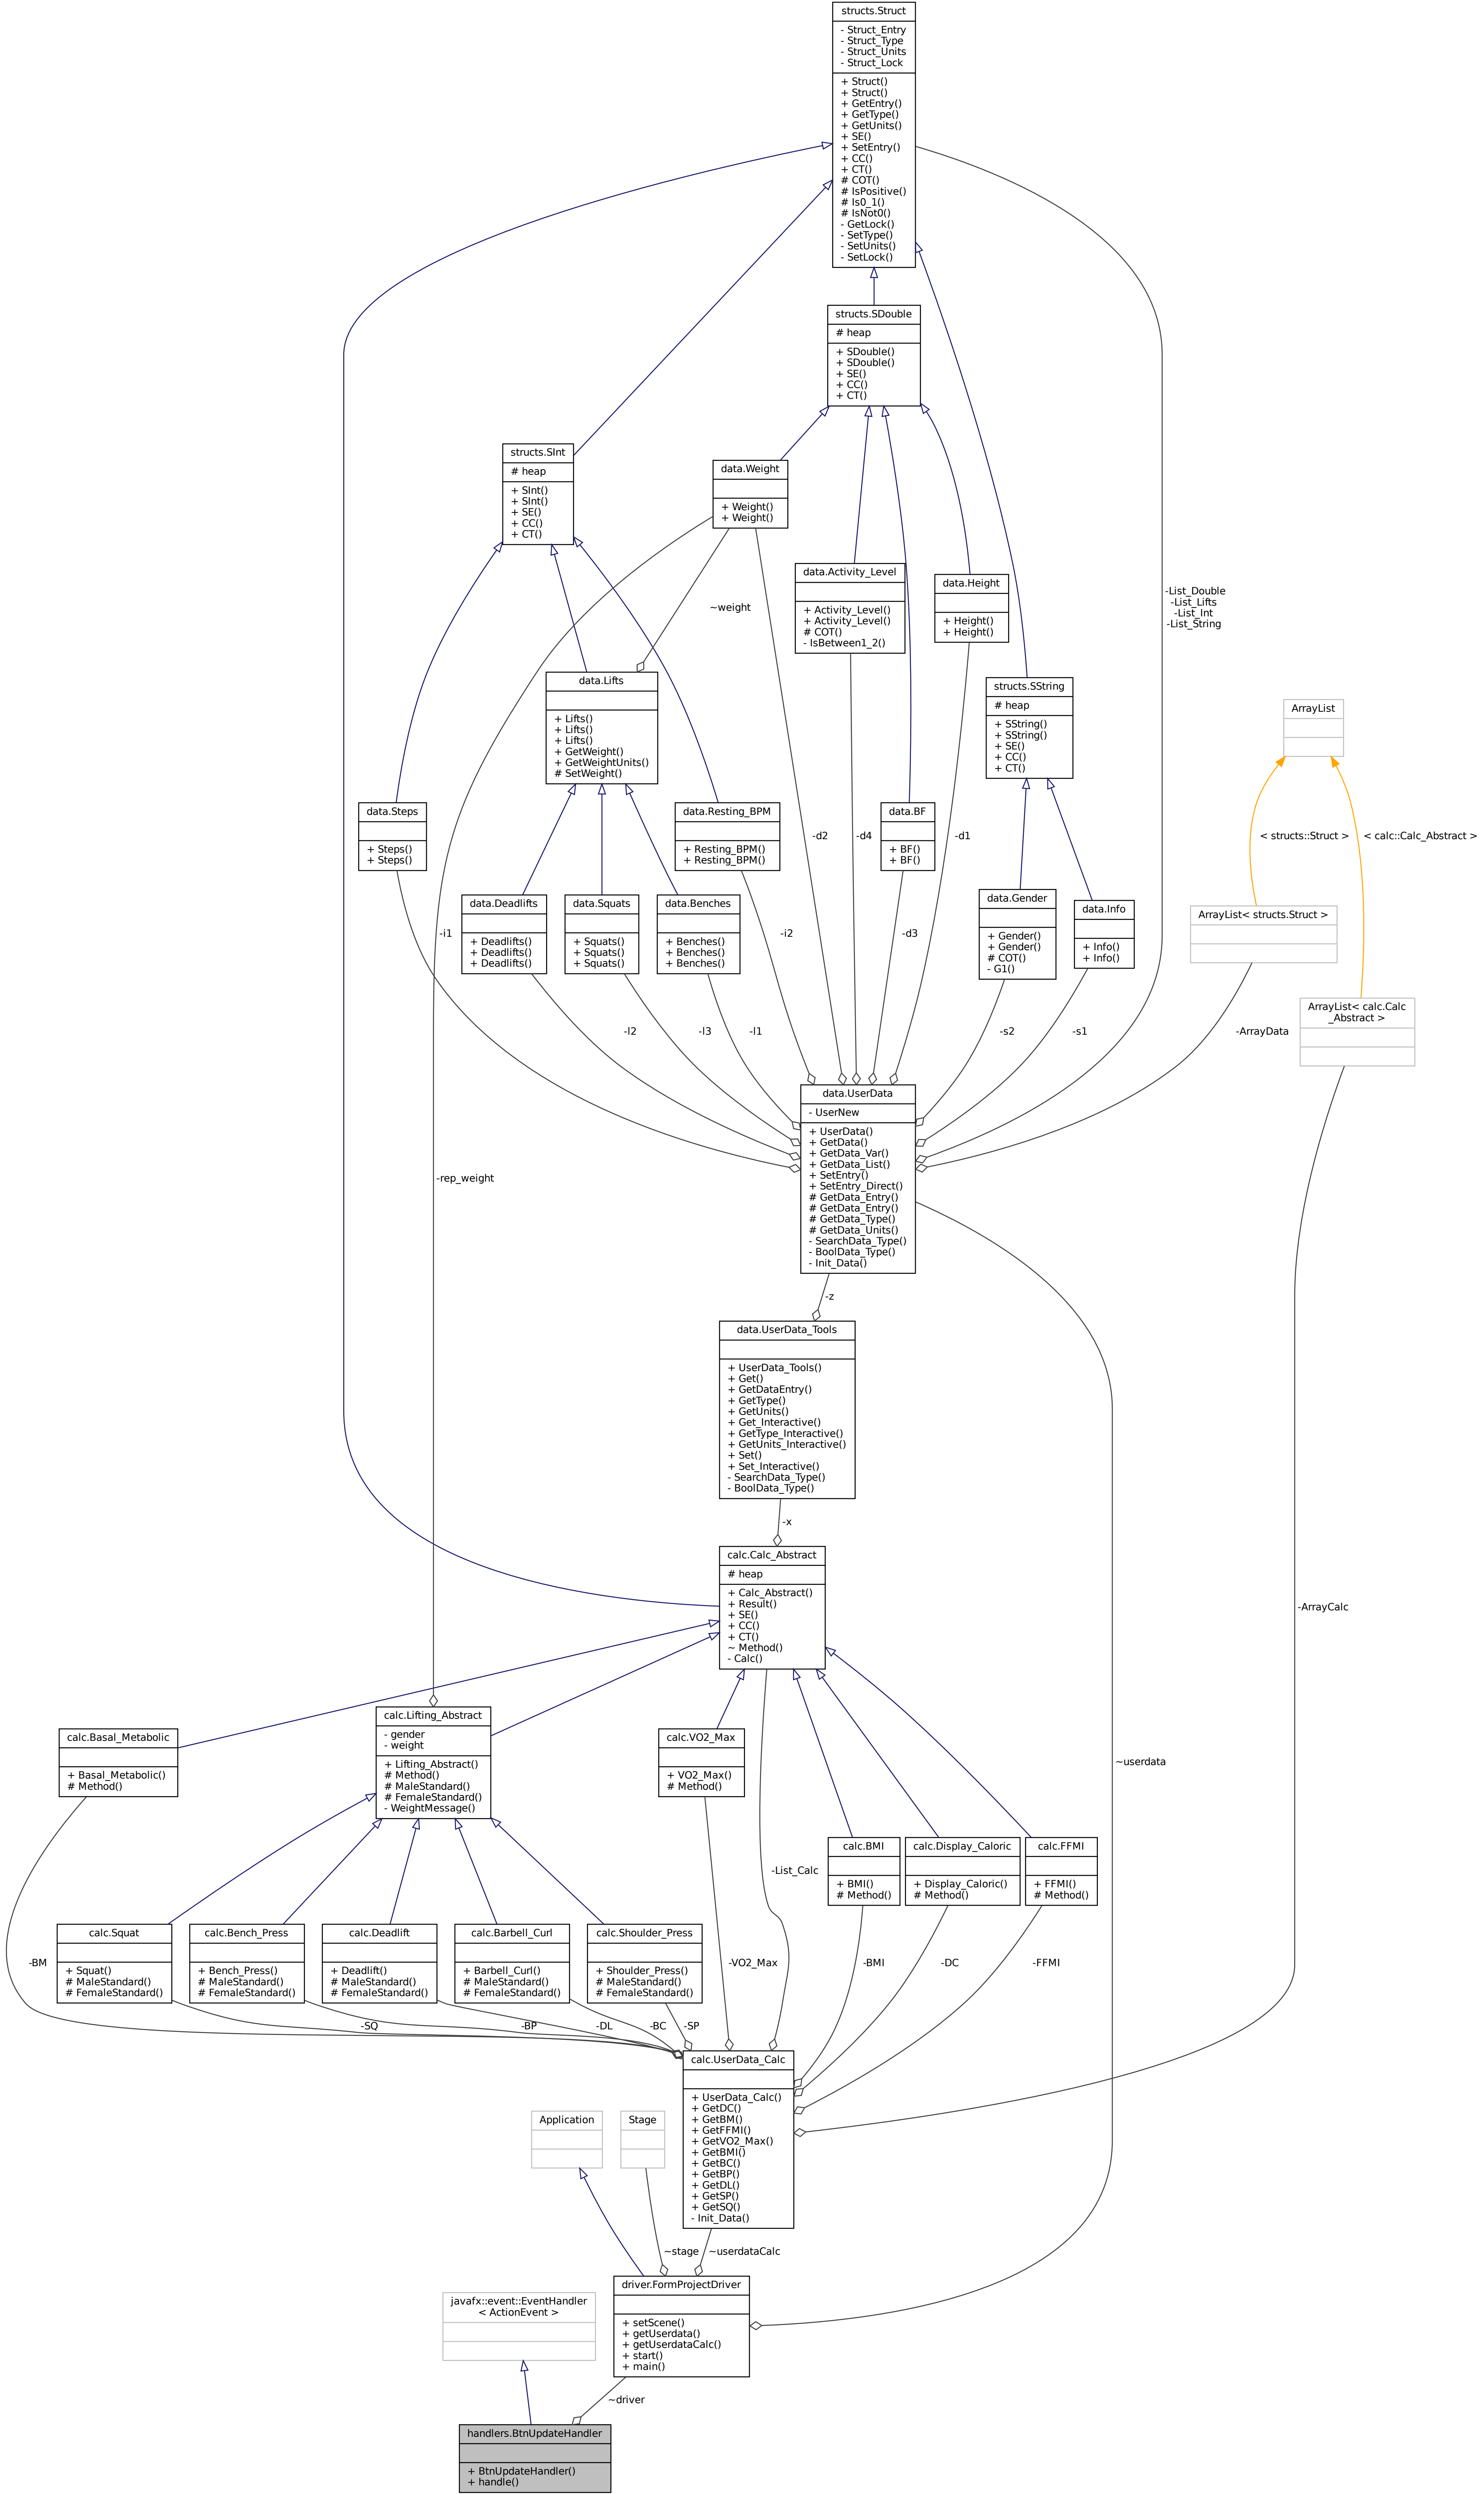 structs.Struct
- Struct_Entry
- Struct_Type
- Struct_Units
- Struct_Lock
+ Struct()
+ Struct()
+ GetEntry()
+ GetType()
+ GetUnits()
+ SE()
+ SetEntry()
+ CC()
+ CT()
# COT()
# IsPositive()
# Is0_1()
# IsNot0()
- GetLock()
- SetType()
- SetUnits()
- SetLock()
structs.SDouble
# heap
+ SDouble()
+ SDouble()
+ SE()
+ CC()
+ CT()
structs.SInt
# heap
+ SInt()
+ SInt()
+ SE()
+ CC()
+ CT()
data.Weight
+ Weight()
+ Weight()
data.Activity_Level
+ Activity_Level()
+ Activity_Level()
# COT()
- IsBetween1_2()
data.Height
+ Height()
+ Height()
~weight
-List_Double
-List_Lifts
-List_Int
-List_String
data.Lifts
+ Lifts()
+ Lifts()
+ Lifts()
+ GetWeight()
+ GetWeightUnits()
# SetWeight()
structs.SString
# heap
+ SString()
+ SString()
+ SE()
+ CC()
+ CT()
ArrayList
data.Steps
+ Steps()
+ Steps()
data.Resting_BPM
+ Resting_BPM()
+ Resting_BPM()
-d2
-d4
data.BF
+ BF()
+ BF()
-d1
< structs::Struct >
< calc::Calc_Abstract >
data.Deadlifts
+ Deadlifts()
+ Deadlifts()
+ Deadlifts()
data.Squats
+ Squats()
+ Squats()
+ Squats()
data.Benches
+ Benches()
+ Benches()
+ Benches()
data.Gender
+ Gender()
+ Gender()
# COT()
- G1()
data.Info
+ Info()
+ Info()
ArrayList< structs.Struct >
-i1
-i2
-d3
ArrayList< calc.Calc
_Abstract >
-l2
-l3
-l1
-s2
-s1
-ArrayData
data.UserData
- UserNew
+ UserData()
+ GetData()
+ GetData_Var()
+ GetData_List()
+ SetEntry()
+ SetEntry_Direct()
# GetData_Entry()
# GetData_Entry()
# GetData_Type()
# GetData_Units()
- SearchData_Type()
- BoolData_Type()
- Init_Data()
-rep_weight
-z
data.UserData_Tools
+ UserData_Tools()
+ Get()
+ GetDataEntry()
+ GetType()
+ GetUnits()
+ Get_Interactive()
+ GetType_Interactive()
+ GetUnits_Interactive()
+ Set()
+ Set_Interactive()
- SearchData_Type()
- BoolData_Type()
-x
calc.Calc_Abstract
# heap
+ Calc_Abstract()
+ Result()
+ SE()
+ CC()
+ CT()
~ Method()
- Calc()
-ArrayCalc
calc.Basal_Metabolic
+ Basal_Metabolic()
# Method()
calc.Lifting_Abstract
- gender
- weight
+ Lifting_Abstract()
# Method()
# MaleStandard()
# FemaleStandard()
- WeightMessage()
calc.VO2_Max
+ VO2_Max()
# Method()
~userdata
calc.BMI
+ BMI()
# Method()
calc.Display_Caloric
+ Display_Caloric()
# Method()
calc.FFMI
+ FFMI()
# Method()
-List_Calc
calc.Squat
+ Squat()
# MaleStandard()
# FemaleStandard()
calc.Bench_Press
+ Bench_Press()
# MaleStandard()
# FemaleStandard()
calc.Deadlift
+ Deadlift()
# MaleStandard()
# FemaleStandard()
calc.Barbell_Curl
+ Barbell_Curl()
# MaleStandard()
# FemaleStandard()
calc.Shoulder_Press
+ Shoulder_Press()
# MaleStandard()
# FemaleStandard()
-BM
-VO2_Max
-BMI
-DC
-FFMI
-SQ
-BP
-DL
-BC
-SP
calc.UserData_Calc
+ UserData_Calc()
+ GetDC()
+ GetBM()
+ GetFFMI()
+ GetVO2_Max()
+ GetBMI()
+ GetBC()
+ GetBP()
+ GetDL()
+ GetSP()
+ GetSQ()
- Init_Data()
Application
Stage
~stage
~userdataCalc
driver.FormProjectDriver
+ setScene()
+ getUserdata()
+ getUserdataCalc()
+ start()
+ main()
javafx::event::EventHandler
< ActionEvent >
~driver
handlers.BtnUpdateHandler
+ BtnUpdateHandler()
+ handle()